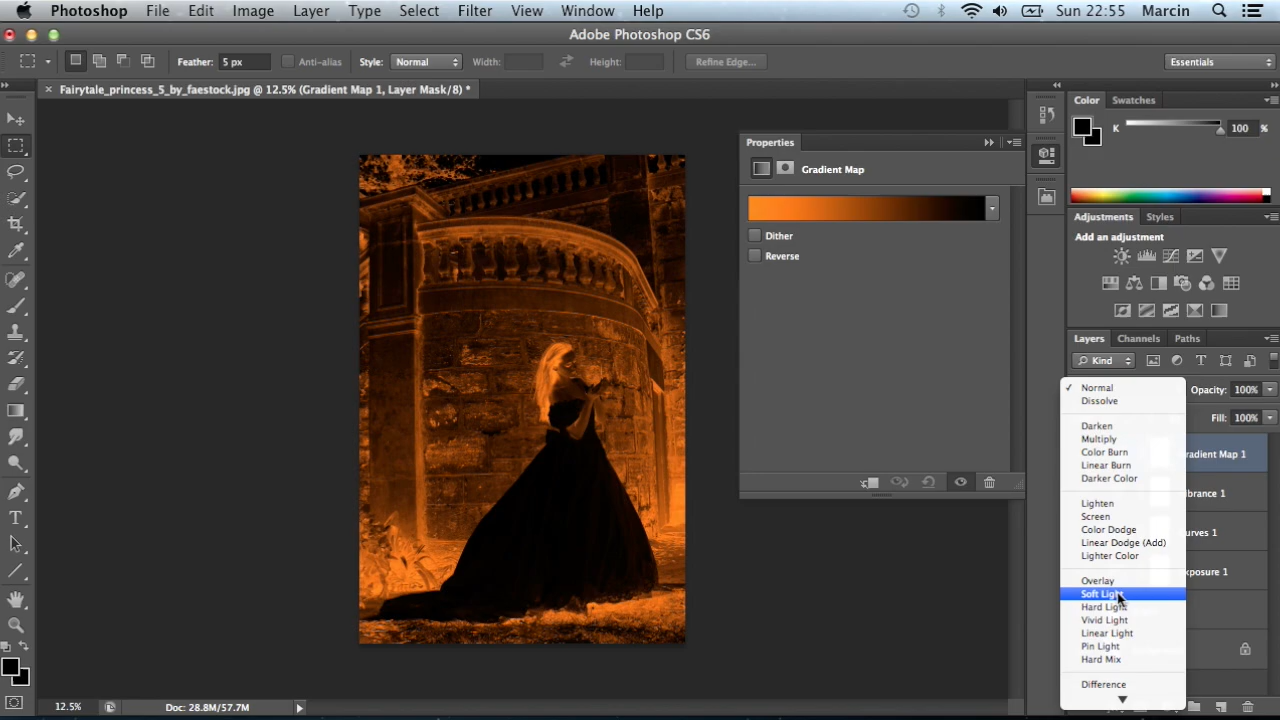 Photoshop File Edit Image Layer Type Select Filter View Window Help Sun 22:55 Marcin
Adobe Photoshop CS6
Feather: 5 px Anti-alias Style: Normal Width: Height: Refine Edge... Essentials
× Fairytale_princess_5_by_faestock.jpg @ 12.5% (Gradient Map 1, Layer Mask/8) *
Color Swatches
K 100 %
Properties
Gradient Map
Dither
Reverse
Adjustments Styles
Add an adjustment
Layers Channels Paths
Kind
Opacity: 100%
Fill: 100%
radient Map 1
ibrance 1
urves 1
xposure 1
✓ Normal
Dissolve
Darken
Multiply
Color Burn
Linear Burn
Darker Color
Lighten
Screen
Color Dodge
Linear Dodge (Add)
Lighter Color
Overlay
Soft Light
Hard Light
Vivid Light
Linear Light
Pin Light
Hard Mix
Difference
12.5% Doc: 28.8M/57.7M